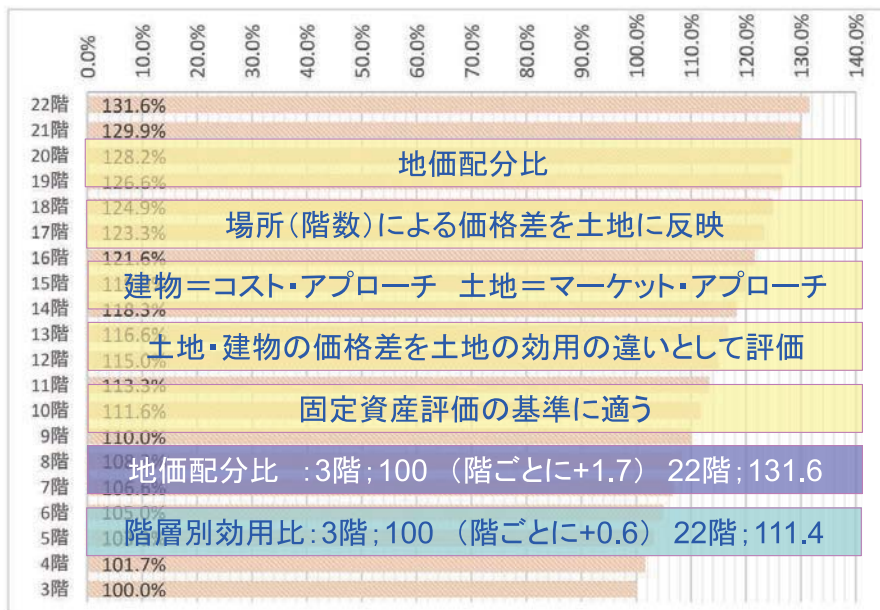 0.0%
10.0%
20.0%
30.0%
40.0%
50.0%
60.0%
70.0%
80.0%
90.0%
100.0%
110.0%
120.0%
130.0%
140.0%
22階 131.6%
21階 129.9%
20階 128.2%
地価配分比
19階 126.6%
18階 124.9%
場所(階数)による価格差を土地に反映
17階 123.3%
16階 121.6%
15階
建物=コスト・アプローチ 土地=マーケット・アプローチ
14階 118.3%
13階 116.6%
土地・建物の価格差を土地の効用の違いとして評価
12階 115.0%
11階 113.3%
10階 111.6%
固定資産評価の基準に適う
9階 110.0%
8階
地価配分比 :3階;100 (階ごとに+1.7) 22階;131.6
7階 106.6%
6階 105.0%
階層別効用比:3階;100 (階ごとに+0.6) 22階;111.4
5階
4階 101.7%
3階 100.0%